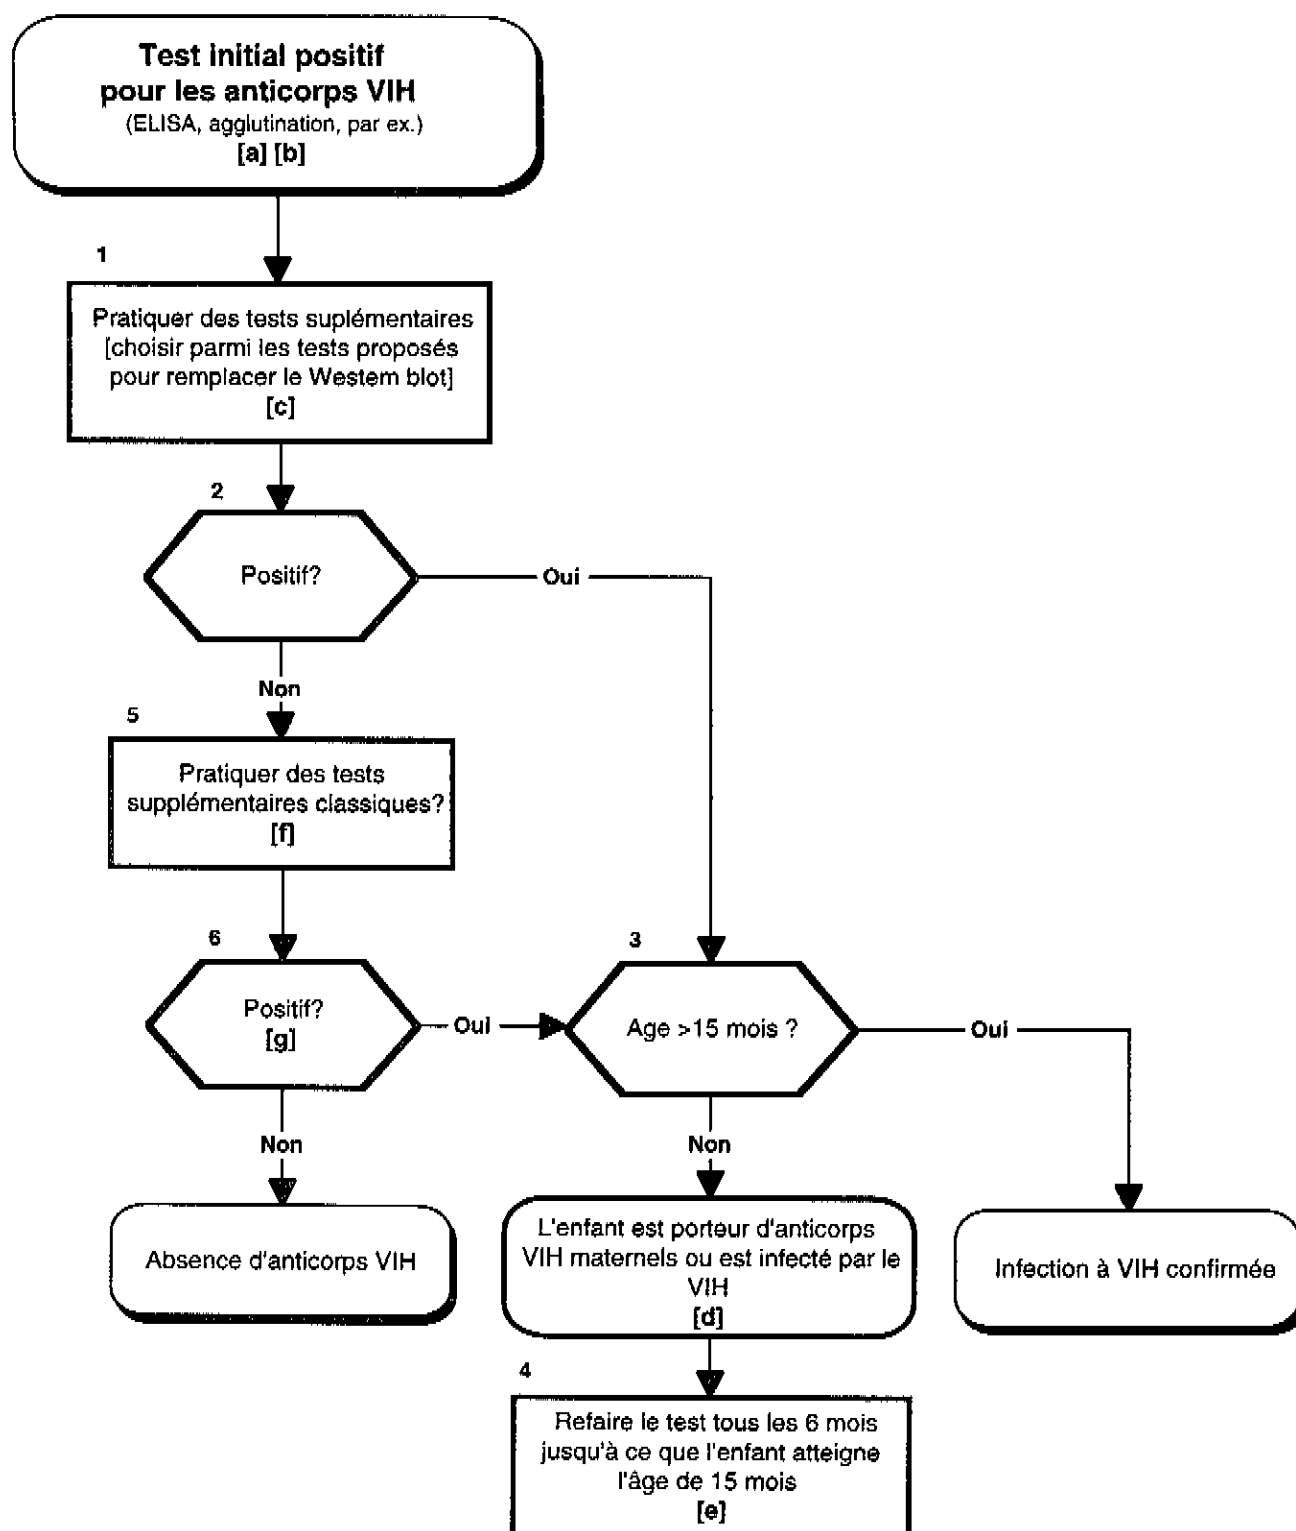 Test initial positif
pour les anticorps VIH
(ELISA, agglutination, par ex.)
[a] [b]
1
Pratiquer des tests suplémentaires
[choisir parmi les tests proposés
pour remplacer le Westem blot]
[c]
2
Positif?
Oui
Non
5
Pratiquer des tests
supplémentaires classiques?
[f]
6
Positif?
[g]
Oui
3
Age >15 mois ?
Oui
Non
Non
Absence d'anticorps VIH
L'enfant est porteur d'anticorps
VIH maternels ou est infecté par le
VIH
[d]
Infection à VIH confirmée
4
Refaire le test tous les 6 mois
jusqu'à ce que l'enfant atteigne
l'âge de 15 mois
[e]